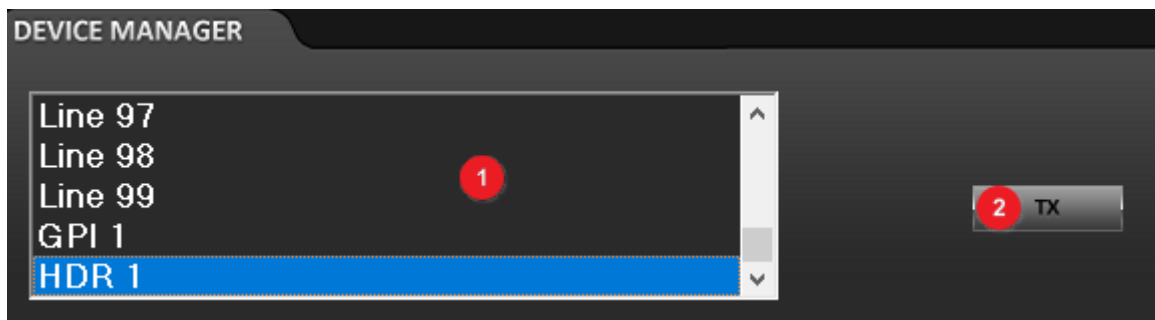 DEVICE MANAGER
Line 97
Line 98
1
Line 99
2 TX
GPI 1
HDR 1